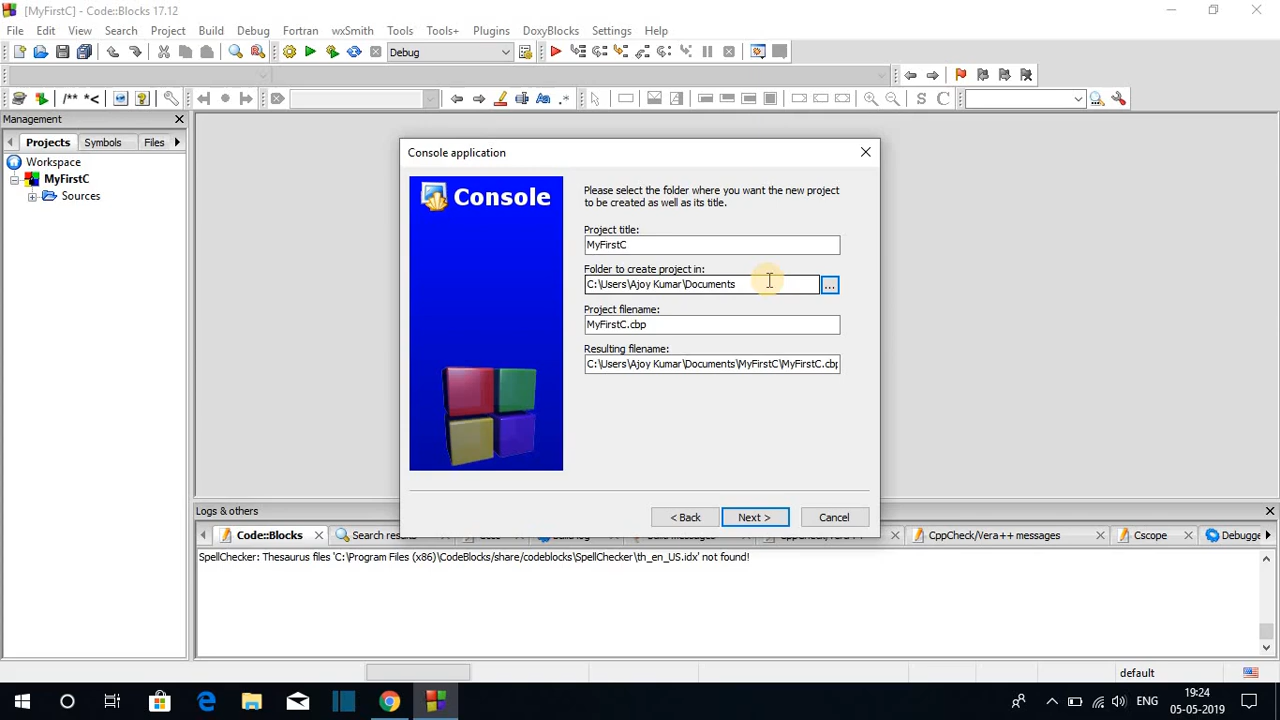 [MyFirstC] - Code::Blocks 17.12
File Edit View Search Project Build Debug Fortran wxSmith Tools Tools+ Plugins DoxyBlocks Settings Help
Debug
/** *<
S C
Management
Projects Symbols Files
Workspace
MyFirstC
Sources
Console application
Console
Please select the folder where you want the new project
to be created as well as its title.
Project title:
MyFirstC
Folder to create project in:
C:\Users\Ajoy Kumar\Documents
...
Project filename:
MyFirstC.cbp
Resulting filename:
C:\Users\Ajoy Kumar\Documents\MyFirstC\MyFirstC.cbp
< Back Next > Cancel
Logs & others
Code::Blocks Search results CppCheck/Vera++ messages Cscope Debugge
SpellChecker: Thesaurus files 'C:\Program Files (x86)\CodeBlocks/share/codeblocks\SpellChecker\th_en_US.idx' not found!
default
ENG
19:24
05-05-2019